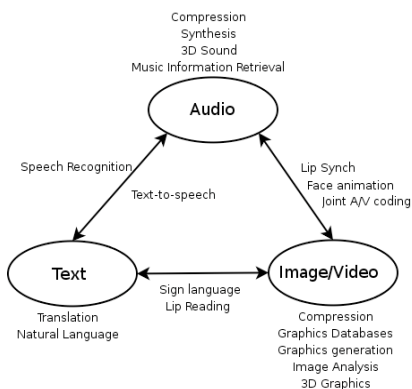 Compression
Synthesis
3D Sound
Music Information Retrieval
Audio
Speech Recognition
Text-to-speech
Lip Synch
Face animation
Joint A/V coding
Text
Image/Video
Sign language
Lip Reading
Translation
Natural Language
Compression
Graphics Databases
Graphics generation
Image Analysis
3D Graphics